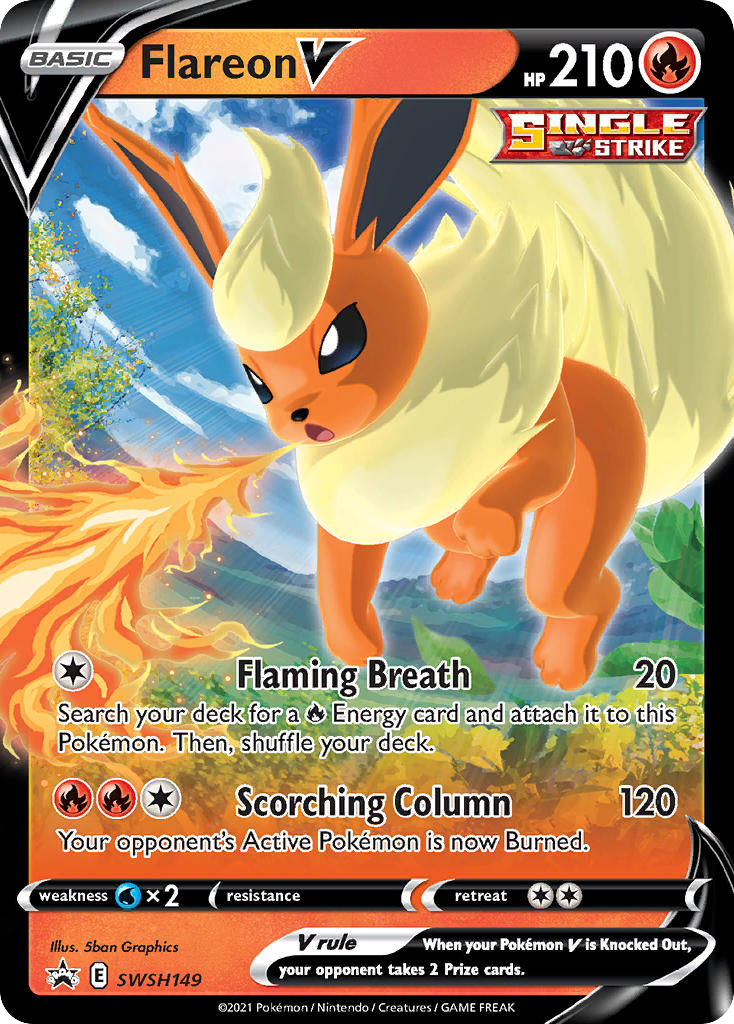 BASIC
Flareon V
HP 210
SINGLE
STRIKE
Flaming Breath 20
Search your deck for a Energy card and attach it to this
Pokémon. Then, shuffle your deck.
Scorching Column 120
Your opponent's Active Pokémon is now Burned.
weakness ×2 resistance retreat
Illus. 5ban Graphics
V rule When your Pokémon V is Knocked Out,
your opponent takes 2 Prize cards.
E SWSH149
©2021 Pokémon / Nintendo / Creatures / GAME FREAK